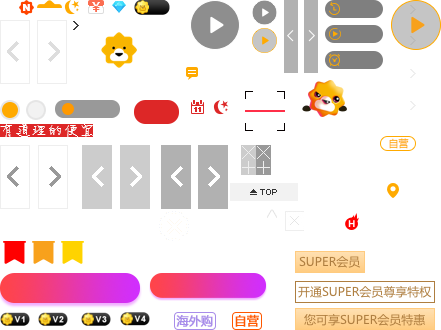 N
自营
有道理的便宜
TOP
H
SUPER会员
开通SUPER会员尊享特权
V1 V2 V3 V4
海外购
自营
您可享SUPER会员特惠